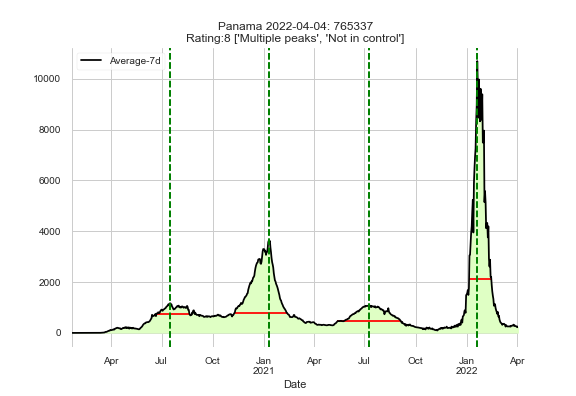 Panama 2022-04-04: 765337
Rating:8 ['Multiple peaks', 'Not in control']
Average-7d
10000
8000
6000
4000
2000
0
Apr Jul Oct Jan Apr Jul Oct Jan Apr
2021 2022
Date